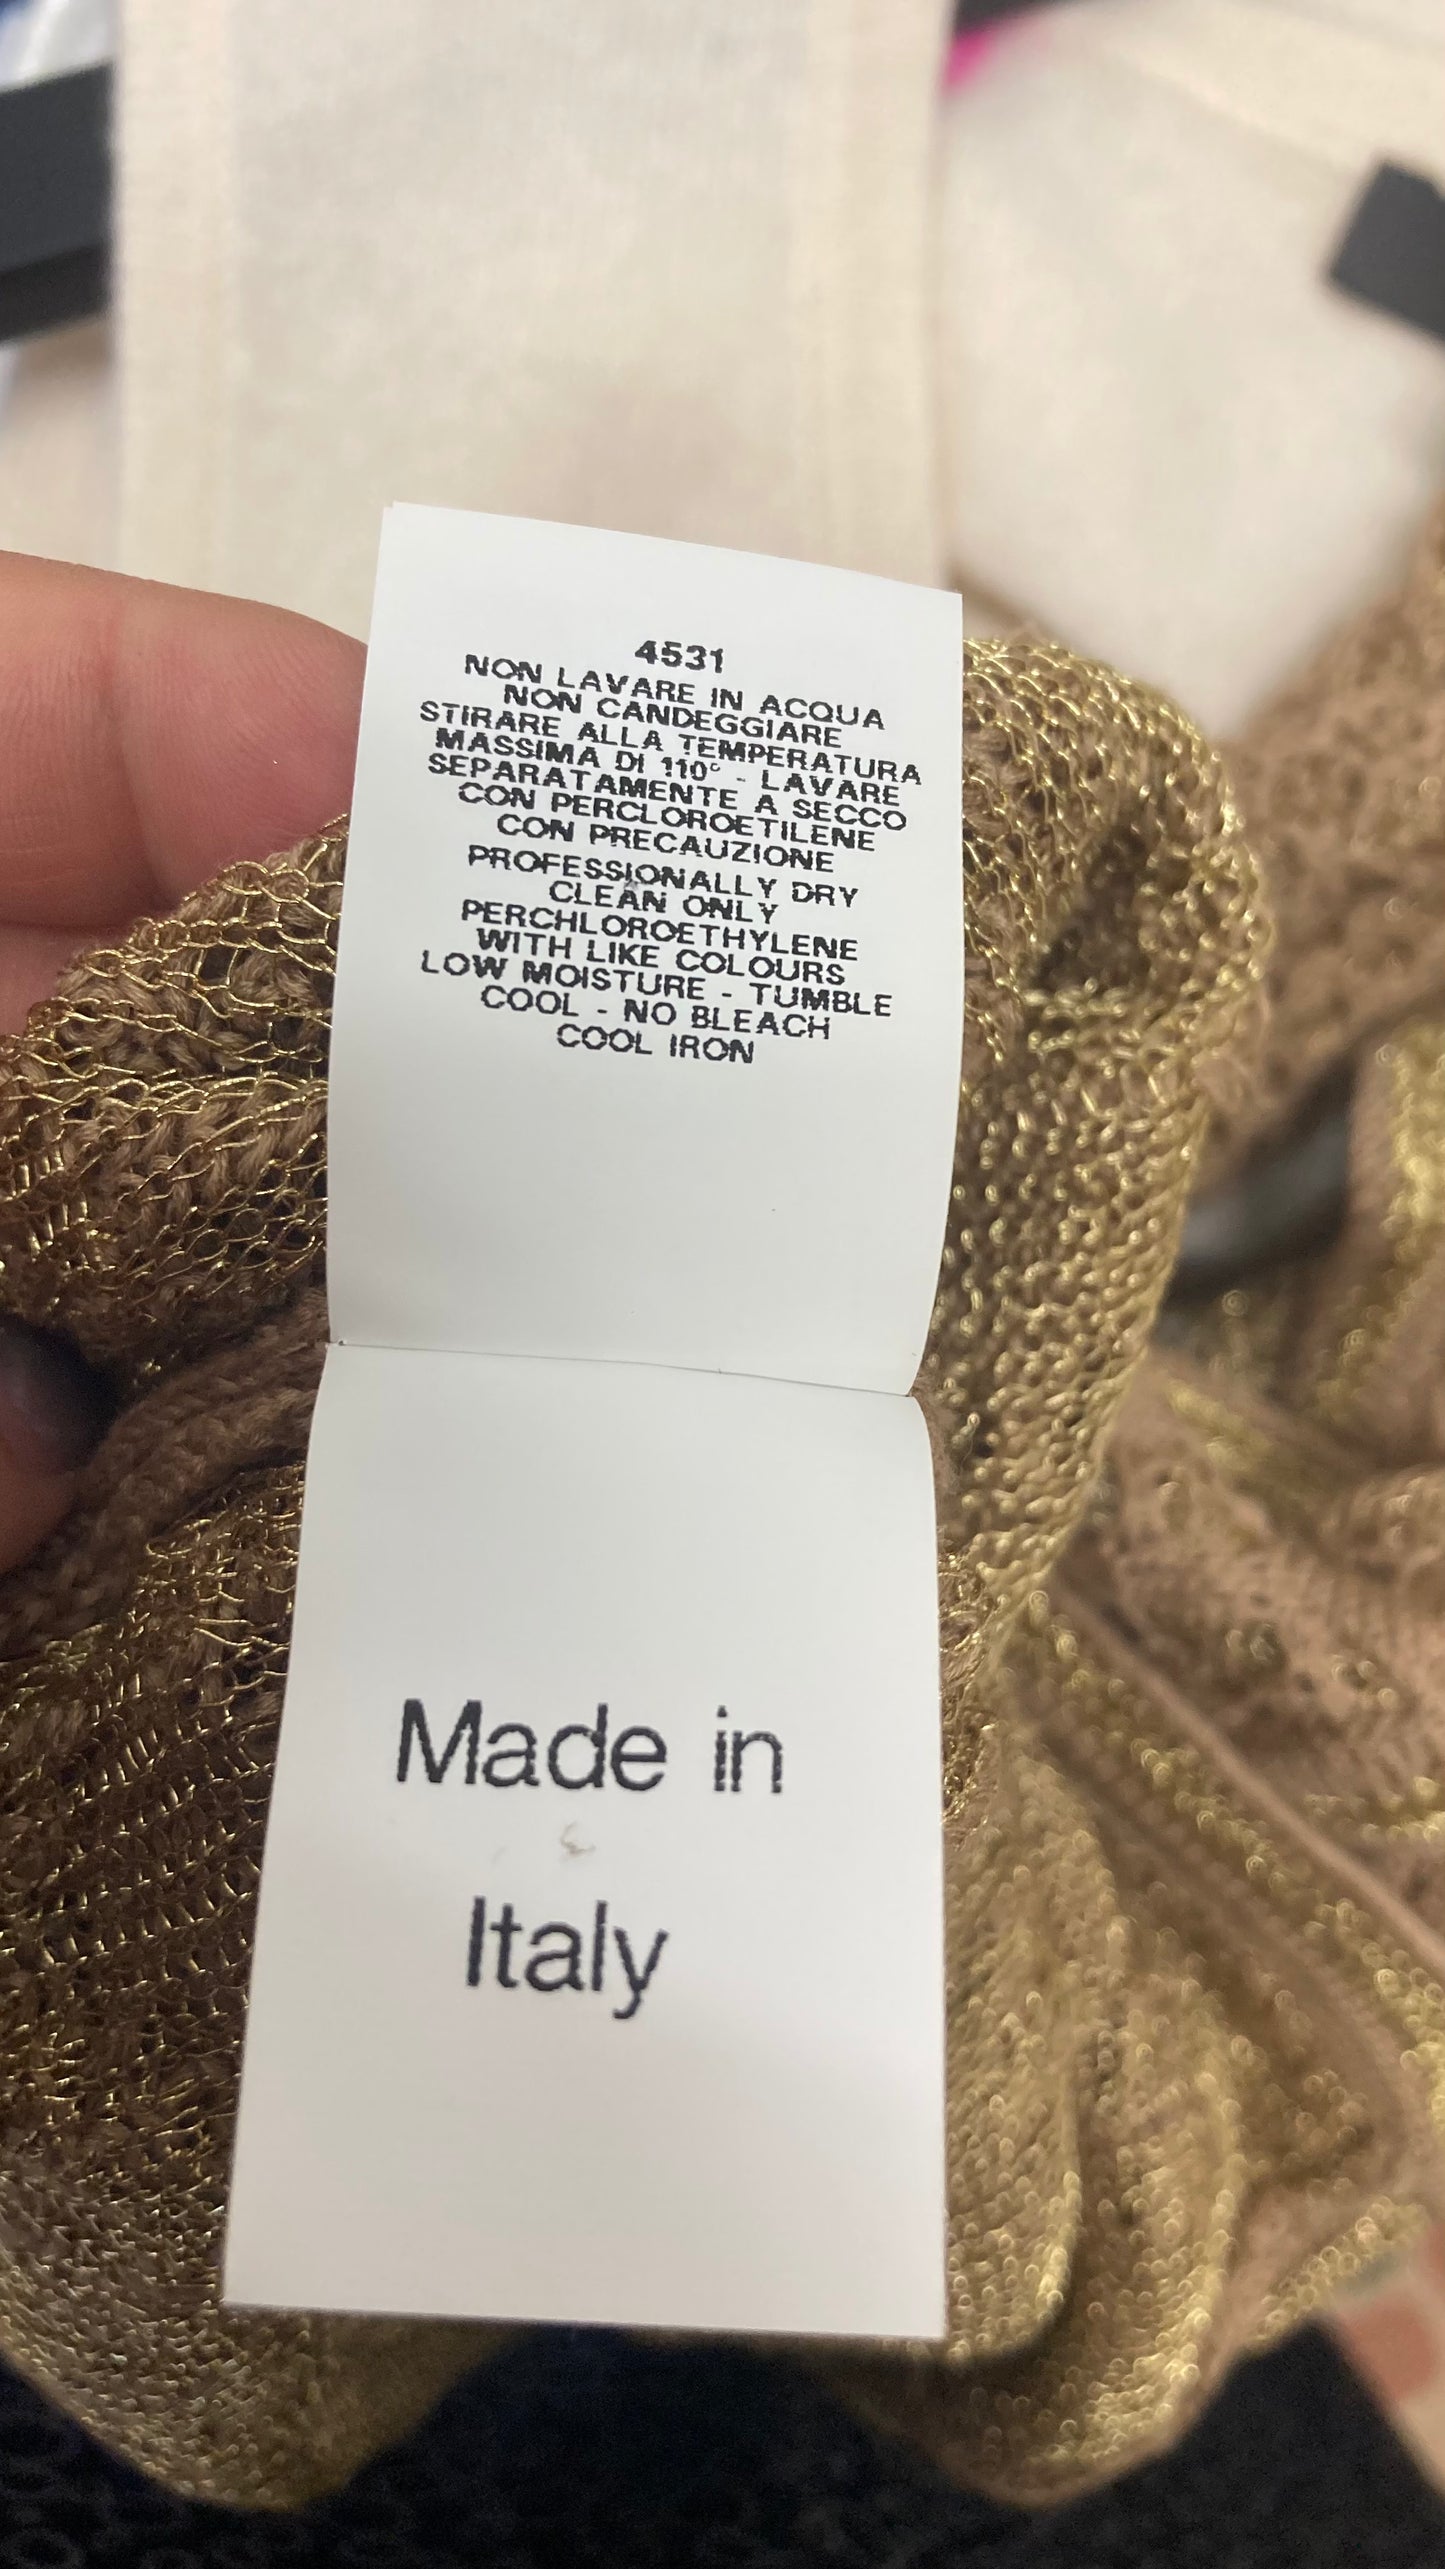 4531
NON LAVARE IN ACQUA
NON CANDEGGIARE
STIRARE ALLA TEMPERATURA
MASSIMA DI 110° - LAVARE
SEPARATAMENTE A SECCO
CON PERCLOROETILENE
CON PRECAUZIONE
PROFESSIONALLY DRY
CLEAN ONLY
PERCHLOROETHYLENE
WITH LIKE COLOURS
LOW MOISTURE - TUMBLE
COOL - NO BLEACH
COOL IRON
Made in
Italy